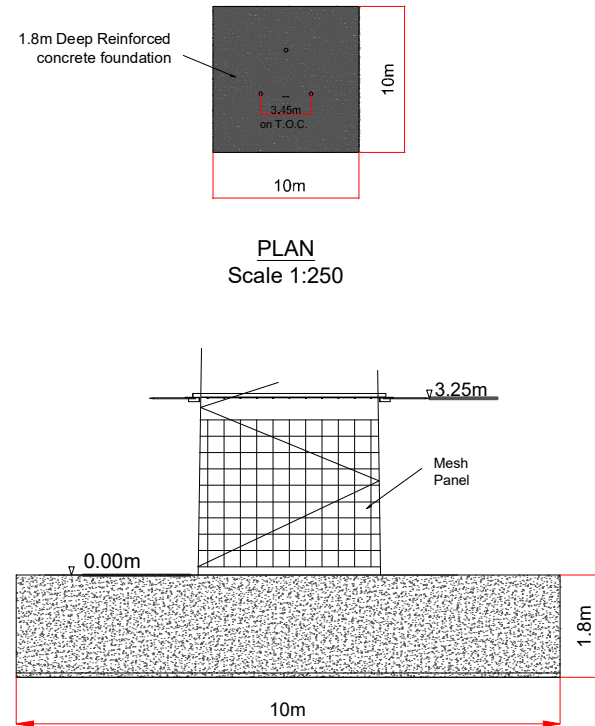 1.8m Deep Reinforced
concrete foundation
3.45m
on T.O.C.
10m
10m
PLAN
Scale 1:250
3.25m
Mesh
Panel
0.00m
1.8m
10m